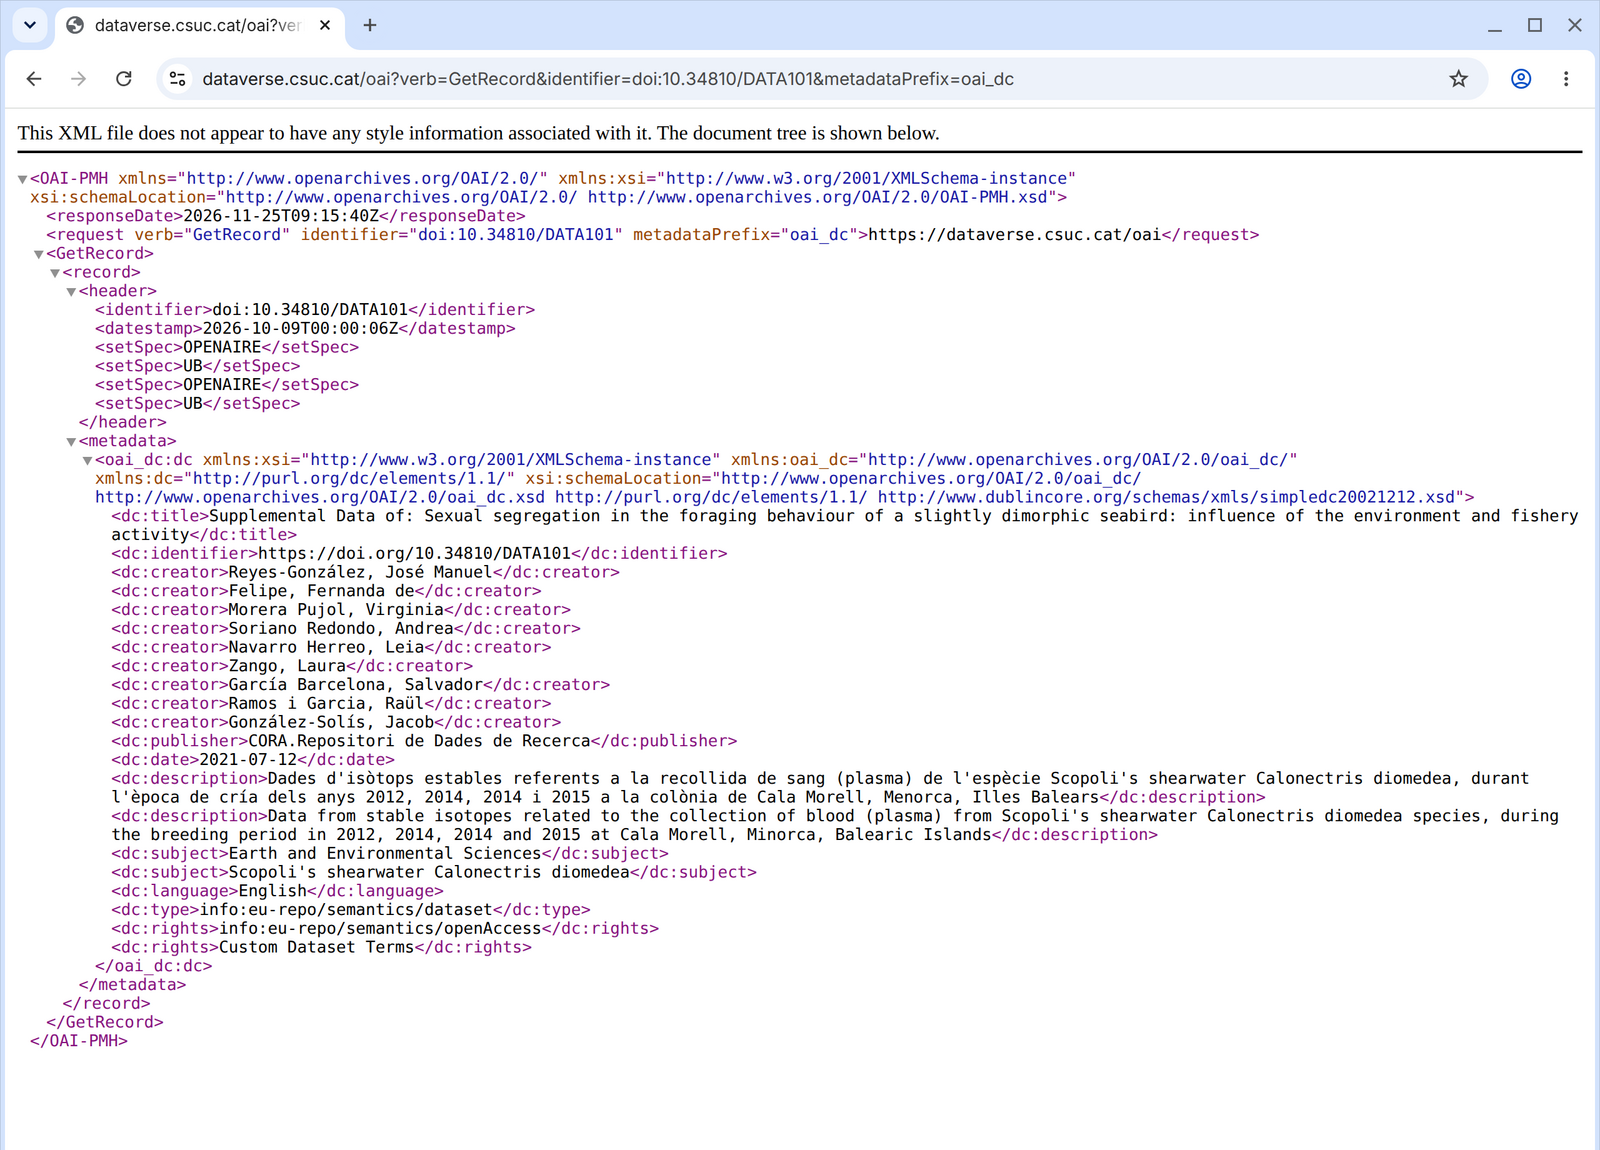 dataverse.csuc.cat/oai?ver
dataverse.csuc.cat/oai?verb=GetRecord&identifier=doi:10.34810/DATA101&metadataPrefix=oai_dc
This XML file does not appear to have any style information associated with it. The document tree is shown below.
<OAI-PMH xmlns="http://www.openarchives.org/OAI/2.0/" xmlns:xsi="http://www.w3.org/2001/XMLSchema-instance"
xsi:schemaLocation="http://www.openarchives.org/OAI/2.0/ http://www.openarchives.org/OAI/2.0/OAI-PMH.xsd">
<responseDate>2026-11-25T09:15:40Z</responseDate>
<request verb="GetRecord" identifier="doi:10.34810/DATA101" metadataPrefix="oai_dc">https://dataverse.csuc.cat/oai</request>
<GetRecord>
<record>
<header>
<identifier>doi:10.34810/DATA101</identifier>
<datestamp>2026-10-09T00:00:06Z</datestamp>
<setSpec>OPENAIRE</setSpec>
<setSpec>UB</setSpec>
<setSpec>OPENAIRE</setSpec>
<setSpec>UB</setSpec>
</header>
<metadata>
<oai_dc:dc xmlns:xsi="http://www.w3.org/2001/XMLSchema-instance" xmlns:oai_dc="http://www.openarchives.org/OAI/2.0/oai_dc/"
xmlns:dc="http://purl.org/dc/elements/1.1/" xsi:schemaLocation="http://www.openarchives.org/OAI/2.0/oai_dc/
http://www.openarchives.org/OAI/2.0/oai_dc.xsd http://purl.org/dc/elements/1.1/ http://www.dublincore.org/schemas/xmls/simpledc20021212.xsd">
<dc:title>Supplemental Data of: Sexual segregation in the foraging behaviour of a slightly dimorphic seabird: influence of the environment and fishery
activity</dc:title>
<dc:identifier>https://doi.org/10.34810/DATA101</dc:identifier>
<dc:creator>Reyes-González, José Manuel</dc:creator>
<dc:creator>Felipe, Fernanda de</dc:creator>
<dc:creator>Morera Pujol, Virginia</dc:creator>
<dc:creator>Soriano Redondo, Andrea</dc:creator>
<dc:creator>Navarro Herreo, Leia</dc:creator>
<dc:creator>Zango, Laura</dc:creator>
<dc:creator>García Barcelona, Salvador</dc:creator>
<dc:creator>Ramos i Garcia, Raül</dc:creator>
<dc:creator>González-Solís, Jacob</dc:creator>
<dc:publisher>CORA.Repositori de Dades de Recerca</dc:publisher>
<dc:date>2021-07-12</dc:date>
<dc:description>Dades d'isòtops estables referents a la recollida de sang (plasma) de l'espècie Scopoli's shearwater Calonectris diomedea, durant
l'època de cría dels anys 2012, 2014, 2014 i 2015 a la colònia de Cala Morell, Menorca, Illes Balears</dc:description>
<dc:description>Data from stable isotopes related to the collection of blood (plasma) from Scopoli's shearwater Calonectris diomedea species, during
the breeding period in 2012, 2014, 2014 and 2015 at Cala Morell, Minorca, Balearic Islands</dc:description>
<dc:subject>Earth and Environmental Sciences</dc:subject>
<dc:subject>Scopoli's shearwater Calonectris diomedea</dc:subject>
<dc:language>English</dc:language>
<dc:type>info:eu-repo/semantics/dataset</dc:type>
<dc:rights>info:eu-repo/semantics/openAccess</dc:rights>
<dc:rights>Custom Dataset Terms</dc:rights>
</oai_dc:dc>
</metadata>
</record>
</GetRecord>
</OAI-PMH>